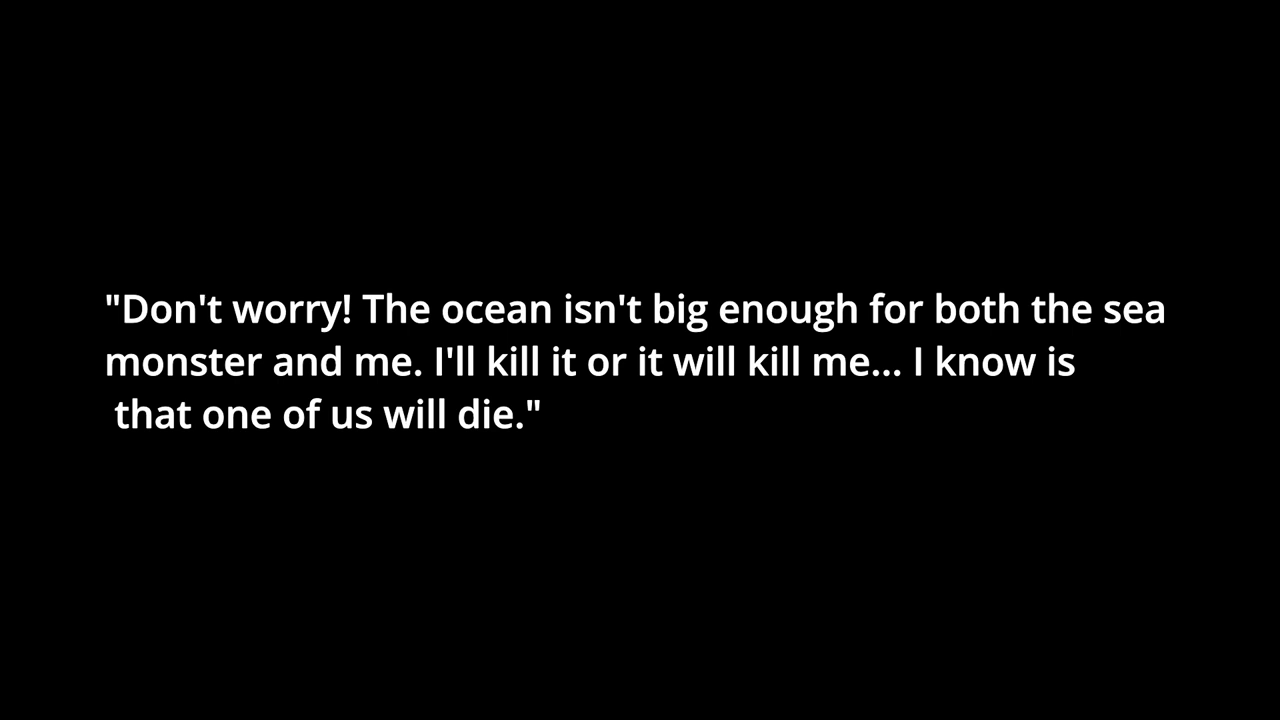 "Don't worry! The ocean isn't big enough for both the sea
monster and me. I'll kill it or it will kill me... I know is
that one of us will die."